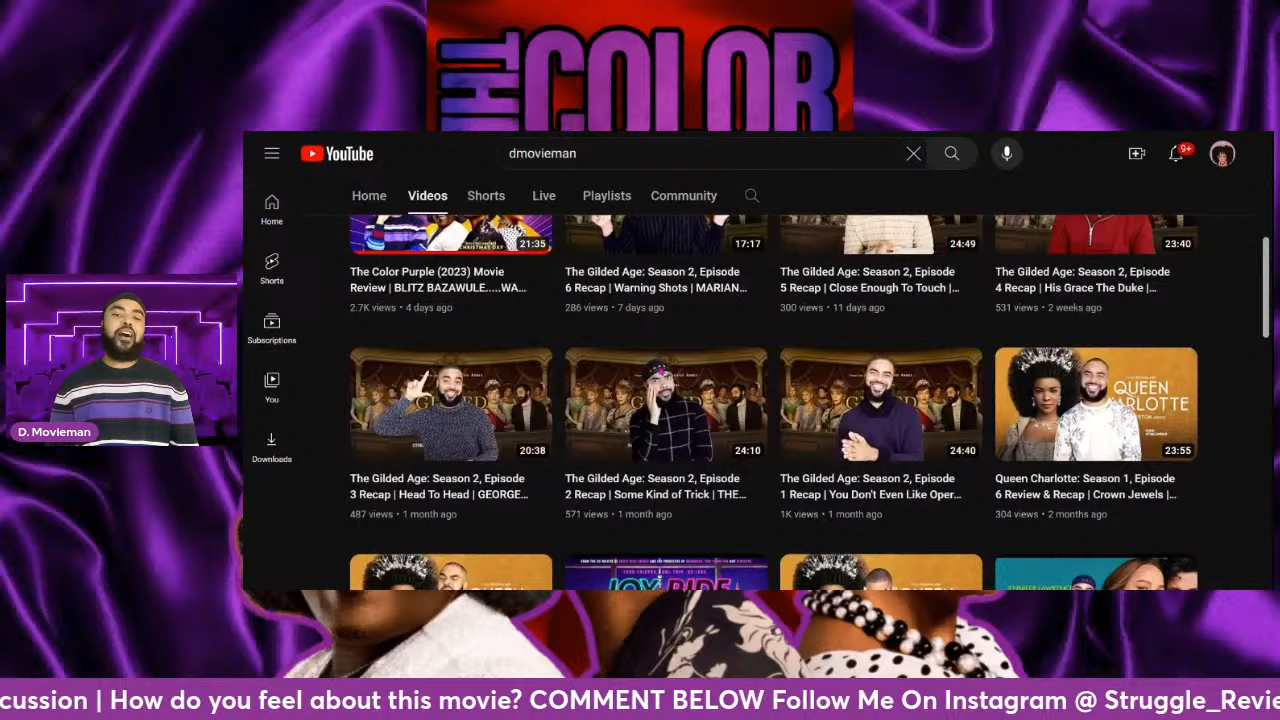 THE COLOR
YouTube
dmovieman
9+
Home Videos Shorts Live Playlists Community
Home
Shorts
Subscriptions
You
Downloads
CHRISTMAS DAY
21:35
17:17
24:49
23:40
The Color Purple (2023) Movie
Review | BLITZ BAZAWULE.....WA...
2.7K views • 4 days ago
The Gilded Age: Season 2, Episode
6 Recap | Warning Shots | MARIAN...
286 views • 7 days ago
The Gilded Age: Season 2, Episode
5 Recap | Close Enough To Touch |...
300 views • 11 days ago
The Gilded Age: Season 2, Episode
4 Recap | His Grace The Duke |...
531 views • 2 weeks ago
20:38
24:10
24:40
QUEEN
CHARLOTTE
23:55
The Gilded Age: Season 2, Episode
3 Recap | Head To Head | GEORGE...
487 views • 1 month ago
The Gilded Age: Season 2, Episode
2 Recap | Some Kind of Trick | THE...
571 views • 1 month ago
The Gilded Age: Season 2, Episode
1 Recap | You Don't Even Like Oper...
1K views • 1 month ago
Queen Charlotte: Season 1, Episode
6 Review & Recap | Crown Jewels |...
304 views • 2 months ago
JOY RIDE
JENNIFER LAWRENCE
D. Movieman
cussion | How do you feel about this movie? COMMENT BELOW Follow Me On Instagram @ Struggle_Revie